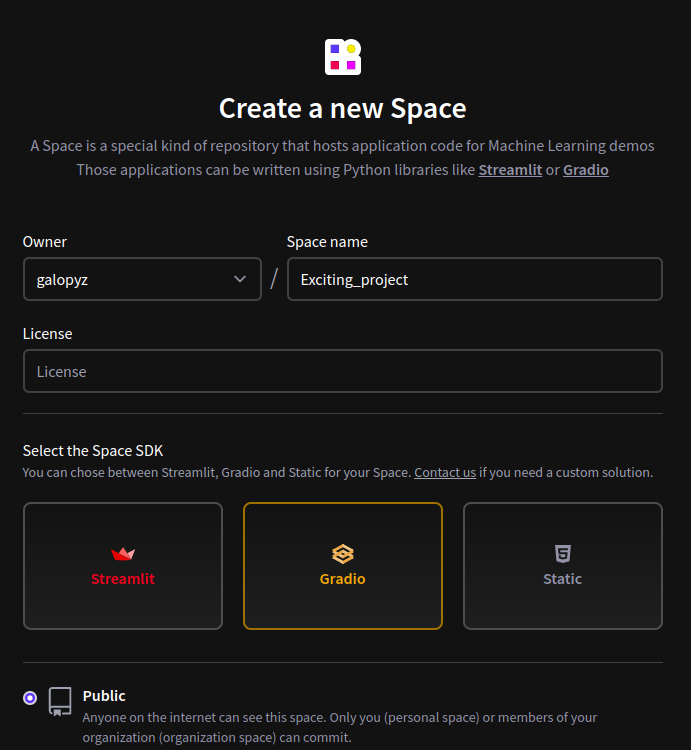 Create a new Space
A Space is a special kind of repository that hosts application code for Machine Learning demos
Those applications can be written using Python libraries like Streamlit or Gradio
Owner
Space name
galopyz
/
Exciting_project
License
License
Select the Space SDK
You can chose between Streamlit, Gradio and Static for your Space. Contact us if you need a custom solution.
Streamlit
Gradio
Static
Public
Anyone on the internet can see this space. Only you (personal space) or members of your
organization (organization space) can commit.